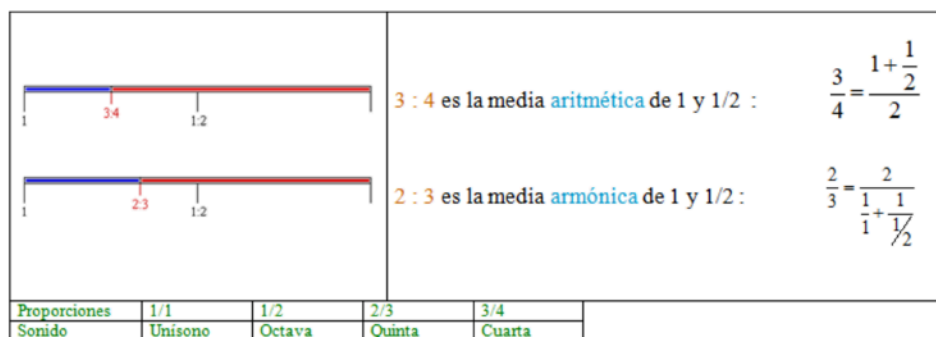 3:4
1
1:2
3 : 4 es la media aritmética de 1 y 1/2 :
3/4 = (1 + 1/2)/2
2:3
1
1:2
2 : 3 es la media armónica de 1 y 1/2 :
2/3 = 2/(1/1 + 1/(1/2))
Proporciones 1/1 1/2 2/3 3/4
Sonido Unísono Octava Quinta Cuarta